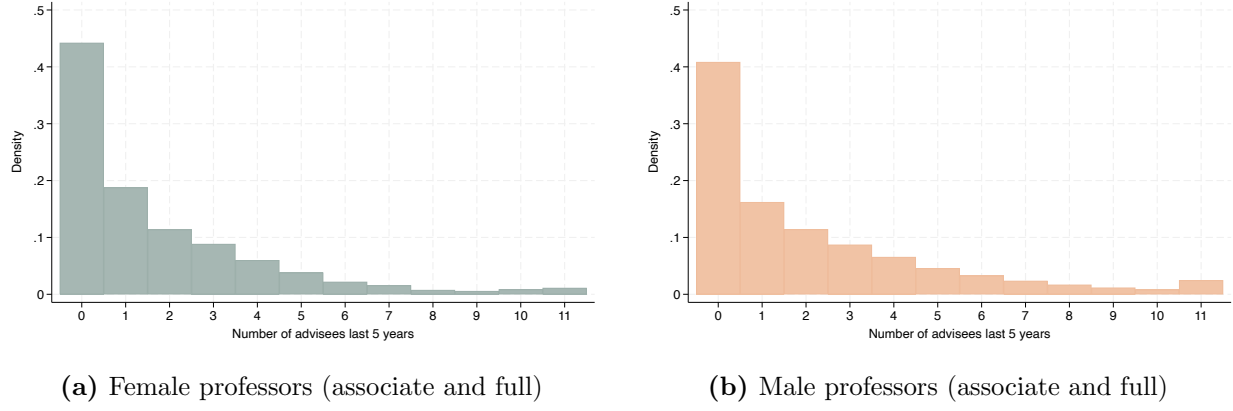 .5
.4
.3
.2
.1
0
Density
0 1 2 3 4 5 6 7 8 9 10 11
Number of advisees last 5 years
(a) Female professors (associate and full)
.5
.4
.3
.2
.1
0
Density
0 1 2 3 4 5 6 7 8 9 10 11
Number of advisees last 5 years
(b) Male professors (associate and full)